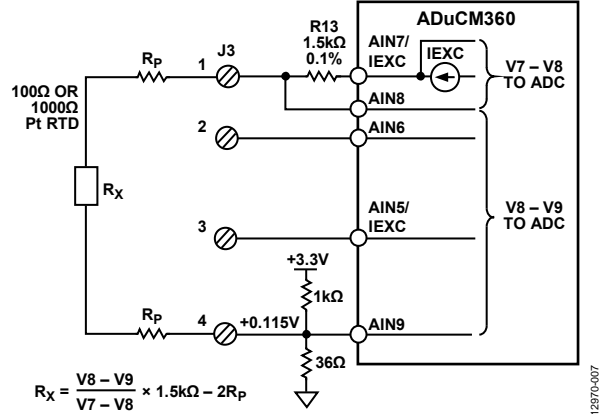 ADuCM360
R13
1.5kΩ
0.1%
J3
RP
1
AIN7/
IEXC
IEXC
V7 – V8
TO ADC
100Ω OR
1000Ω
Pt RTD
AIN8
2
AIN6
RX
3
AIN5/
IEXC
V8 – V9
TO ADC
+3.3V
1kΩ
RP
4
+0.115V
AIN9
36Ω
RX = V8 – V9 / V7 – V8 × 1.5kΩ – 2RP
12970-007